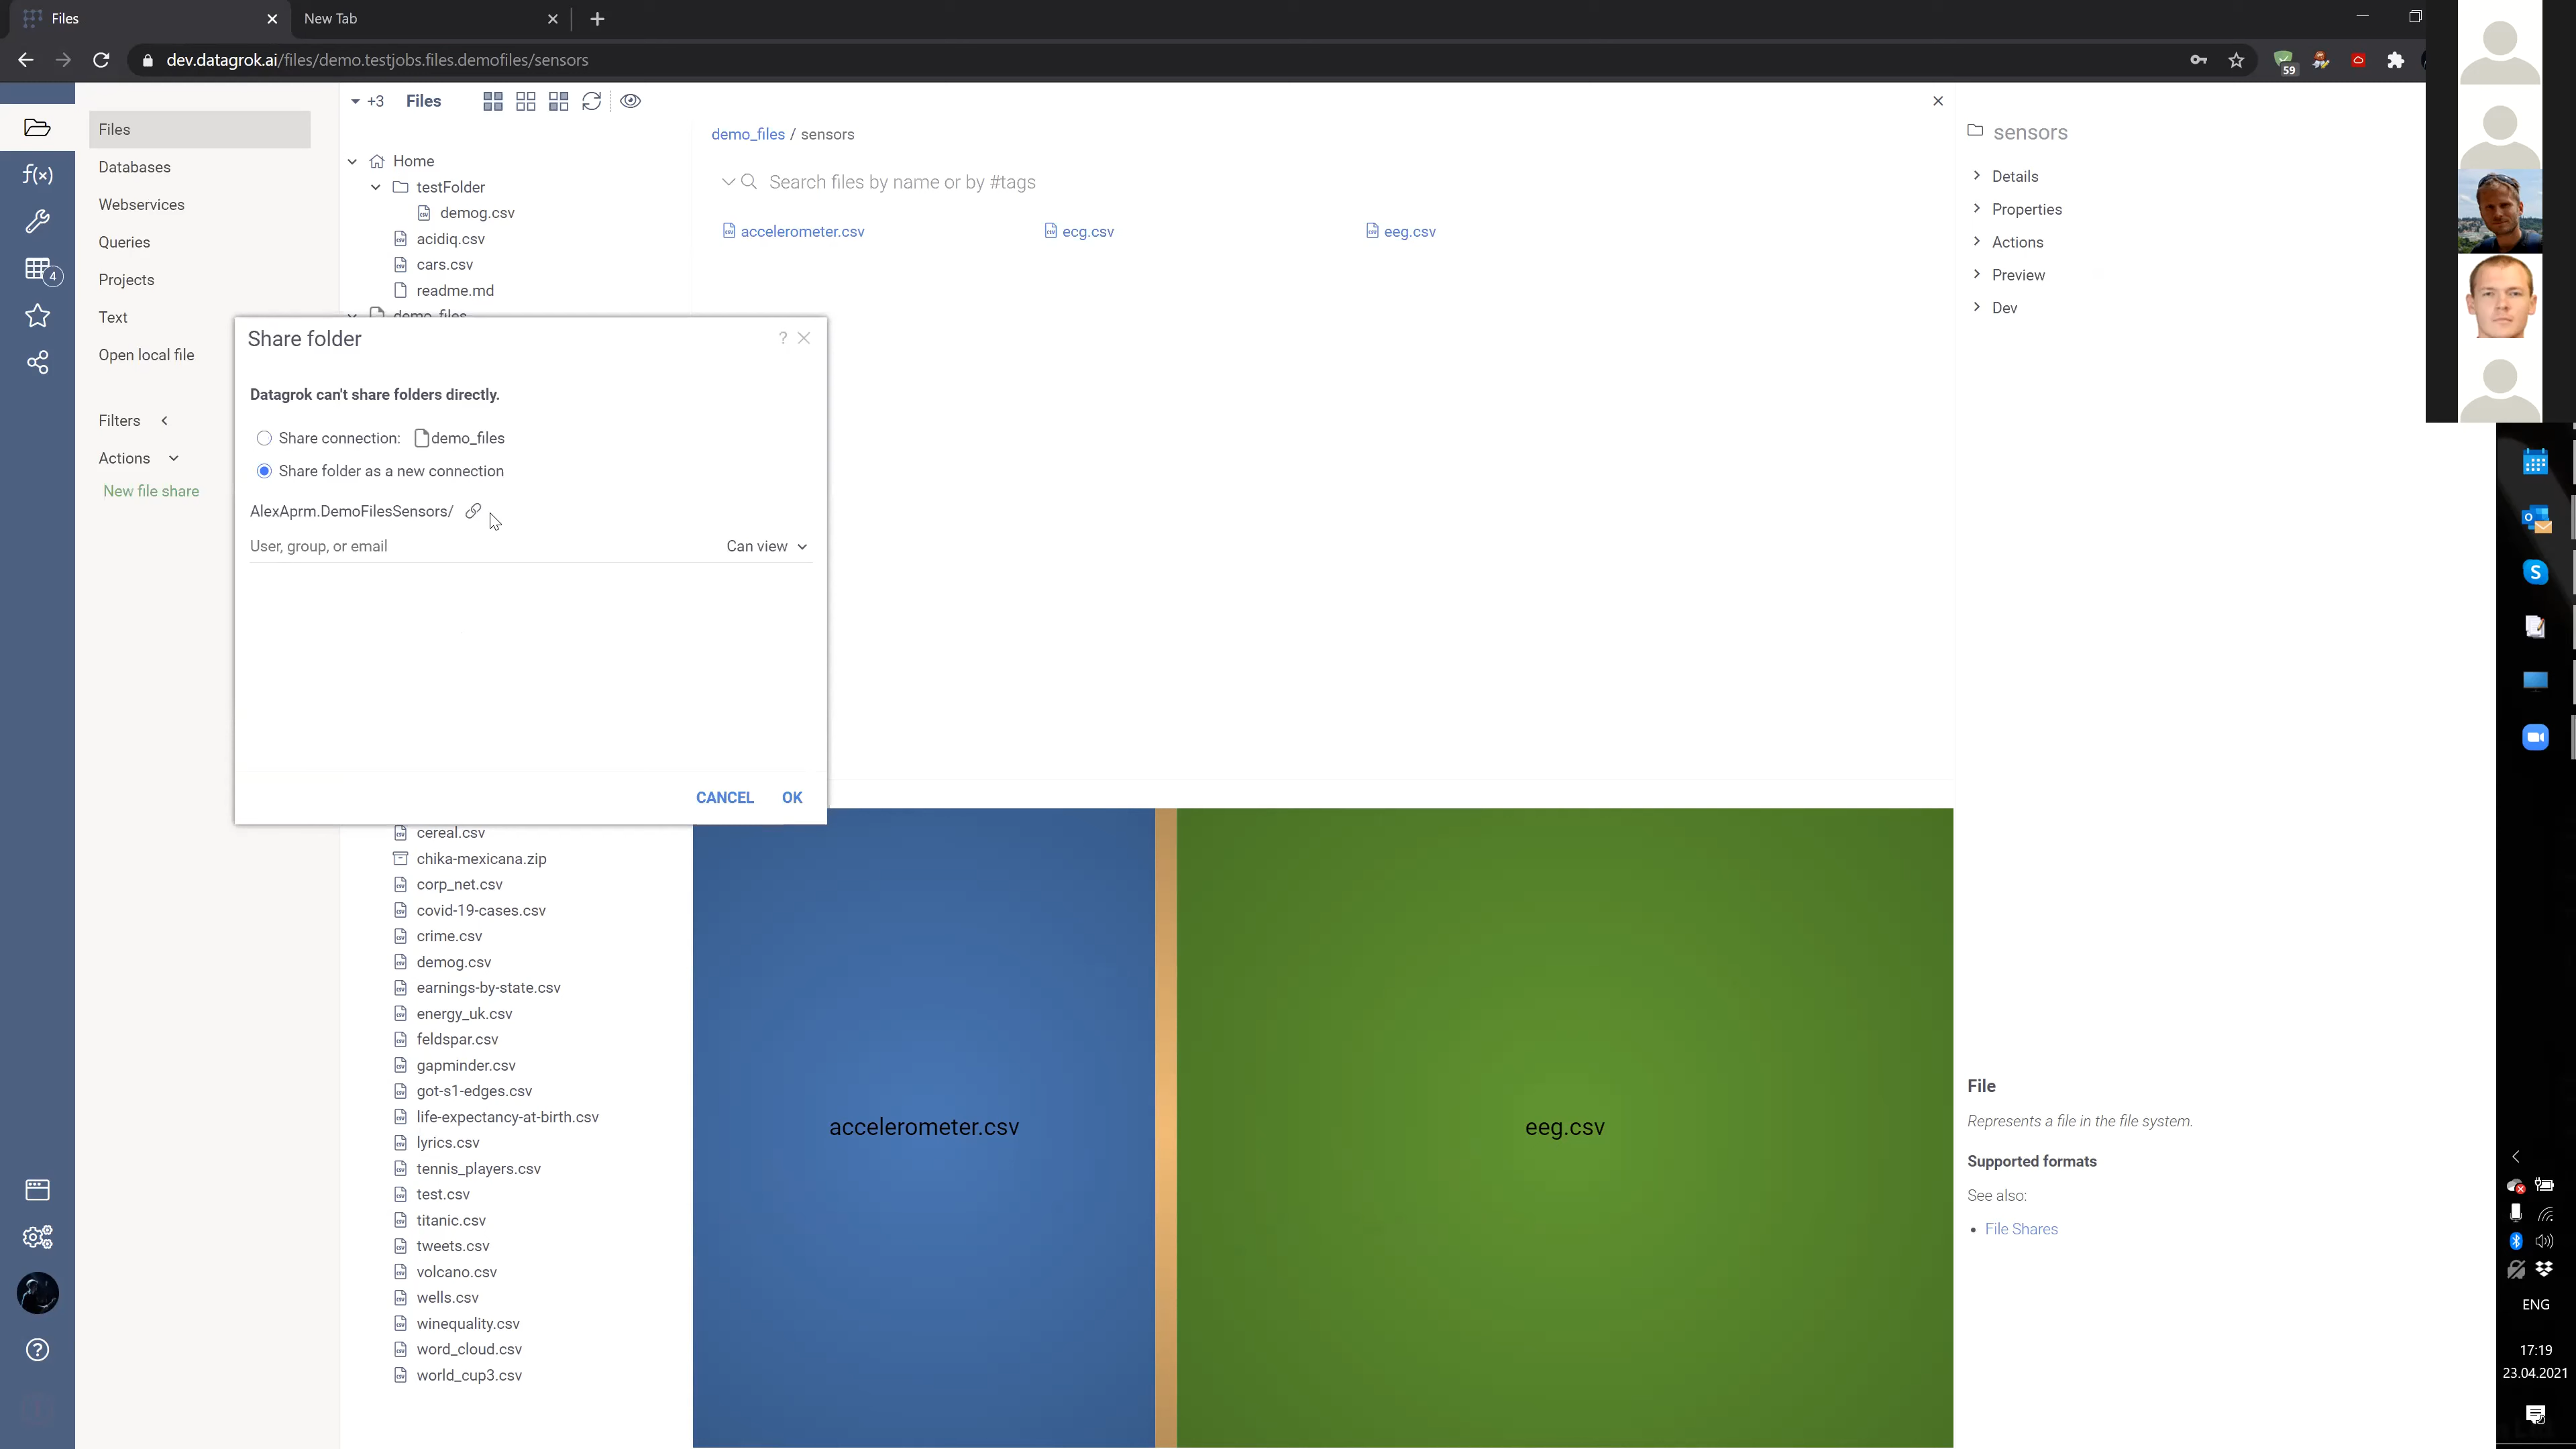 Files
New Tab
dev.datagrok.ai/files/demo.testjobs.files.demofiles/sensors
59
+3 Files
Files
Databases
Webservices
Queries
Projects
Text
Open local file
Filters
Actions
New file share
f(x)
4
Home
testFolder
demog.csv
acidiq.csv
cars.csv
readme.md
demo_files
demo_files / sensors
Search files by name or by #tags
accelerometer.csv
ecg.csv
eeg.csv
sensors
Details
Properties
Actions
Preview
Dev
Share folder
?
Datagrok can't share folders directly.
Share connection: demo_files
Share folder as a new connection
AlexAprm.DemoFilesSensors/
User, group, or email
Can view
CANCEL
OK
cereal.csv
chika-mexicana.zip
corp_net.csv
covid-19-cases.csv
crime.csv
demog.csv
earnings-by-state.csv
energy_uk.csv
feldspar.csv
gapminder.csv
got-s1-edges.csv
life-expectancy-at-birth.csv
lyrics.csv
tennis_players.csv
test.csv
titanic.csv
tweets.csv
volcano.csv
wells.csv
winequality.csv
word_cloud.csv
world_cup3.csv
accelerometer.csv
eeg.csv
File
Represents a file in the file system.
Supported formats
See also:
• File Shares
ENG
17:19
23.04.2021